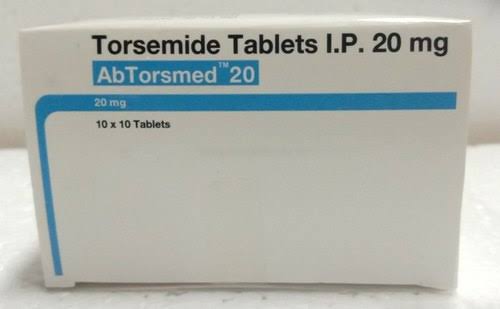 Torsemide Tablets I.P. 20 mg
AbTorsmed™ 20
20 mg
10 x 10 Tablets